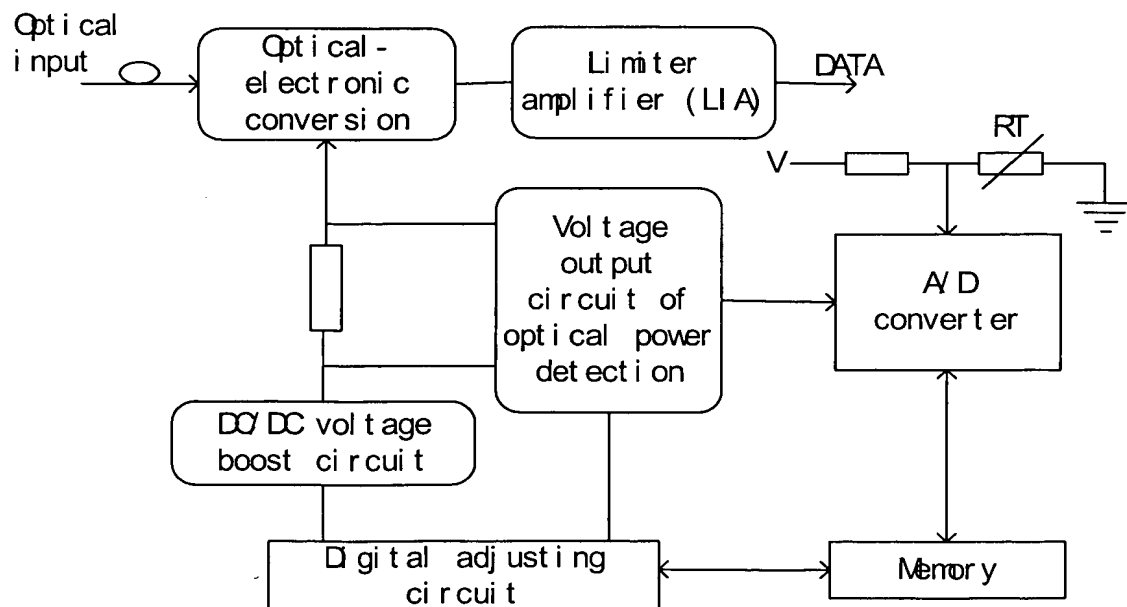 Optical
input
Optical-
electronic
conversion
Limiter
amplifier (LIA)
DATA
RT
V
Voltage
output
circuit of
optical power
detection
A/D
converter
DC/DC voltage
boost circuit
Digital adjusting
circuit
Memory